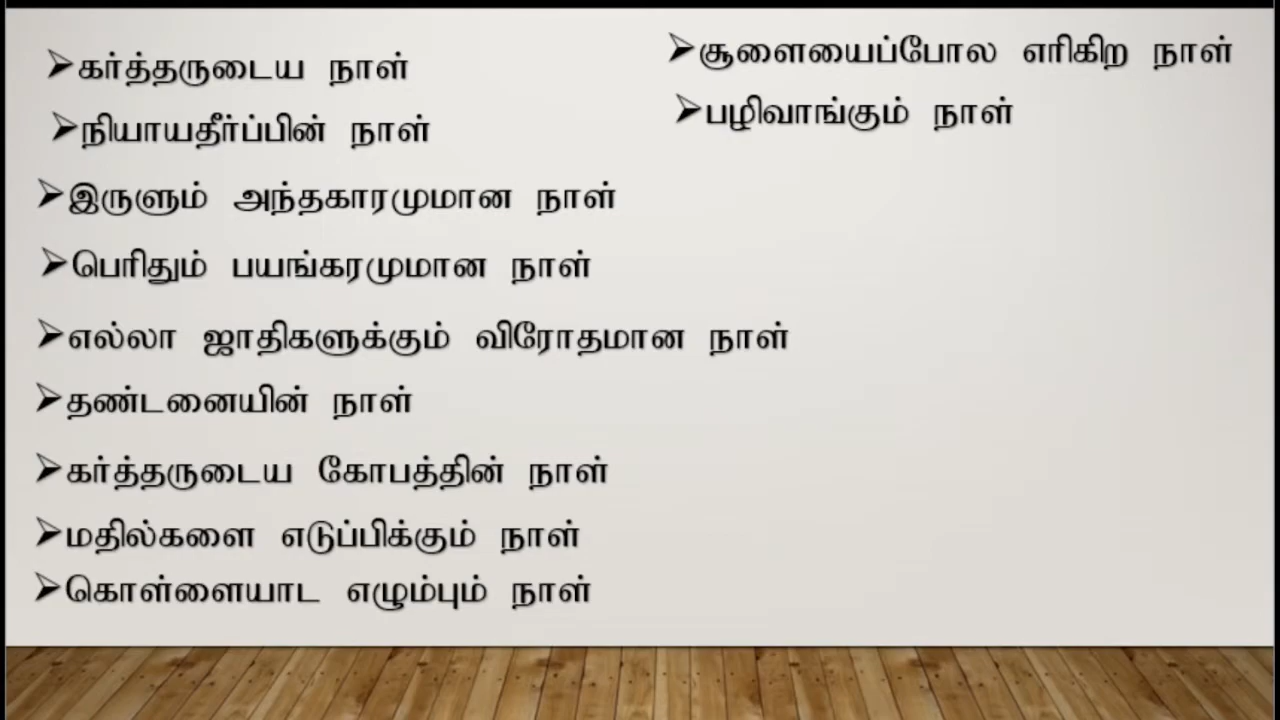 ➤கர்த்தருடைய நாள்
➤நியாயதீர்ப்பின் நாள்
➤இருளும் அந்தகாரமுமான நாள்
➤பெரிதும் பயங்கரமுமான நாள்
➤எல்லா ஜாதிகளுக்கும் விரோதமான நாள்
➤தண்டனையின் நாள்
➤கர்த்தருடைய கோபத்தின் நாள்
➤மதில்களை எடுப்பிக்கும் நாள்
➤கொள்ளையாட எழும்பும் நாள்
➤சூளையைப்போல எரிகிற நாள்
➤பழிவாங்கும் நாள்